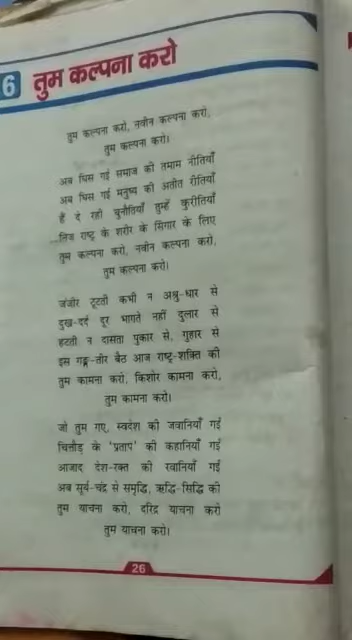 6 तुम कल्पना करो
तुम कल्पना करो, नवीन कल्पना करो,
तुम कल्पना करो।
अब घिस गई समाज की तमाम नीतियाँ
अब घिस गई मनुष्य की अतीत रीतियाँ
हैं दे रही चुनौतियाँ तुम्हें कुरीतियाँ
निज राष्ट्र के शरीर के सिंगार के लिए
तुम कल्पना करो, नवीन कल्पना करो,
तुम कल्पना करो।
जंजीर टूटती कभी न अश्रु-धार से
दुख-दर्द दूर भागते नहीं दुलार से
हटती न दासता पुकार से, गुहार से
इस गङ्ग-तीर बैठ आज राष्ट्र-शक्ति की
तुम कामना करो, किशोर कामना करो,
तुम कामना करो।
जो तुम गए, स्वदेश की जवानियाँ गईं
चित्तौड़ के 'प्रताप' की कहानियाँ गईं
आजाद देश-रक्त की रवानियाँ गईं
अब सूर्य-चंद्र से समृद्धि, ऋद्धि-सिद्धि की
तुम याचना करो, दरिद्र याचना करो
तुम याचना करो।
26